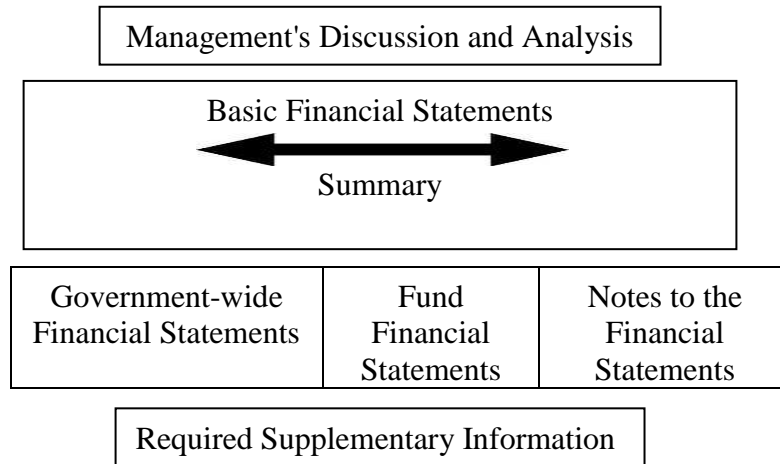 Management's Discussion and Analysis
Basic Financial Statements
Summary
Government-wide
Financial Statements
Fund
Financial
Statements
Notes to the
Financial
Statements
Required Supplementary Information